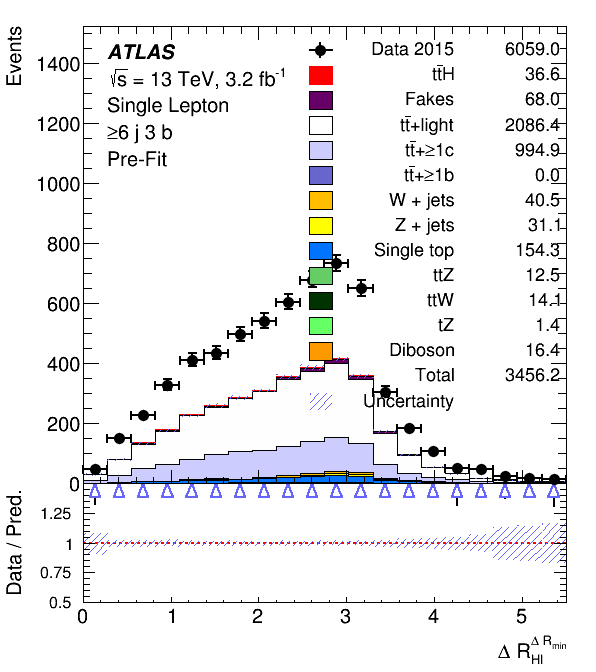 Events
1400
1200
1000
800
600
400
200
0
ATLAS
√s = 13 TeV, 3.2 fb-1
Single Lepton
≥6 j 3 b
Pre-Fit
Data 2015 6059.0
tt̄H 36.6
Fakes 68.0
tt̄+light 2086.4
tt̄+≥1c 994.9
tt̄+≥1b 0.0
W + jets 40.5
Z + jets 31.1
Single top 154.3
ttZ 12.5
ttW 14.1
tZ 1.4
Diboson 16.4
Total 3456.2
Uncertainty
Data / Pred.
1.25
1
0.75
0.5
0 1 2 3 4 5
Δ R HI Δ R min